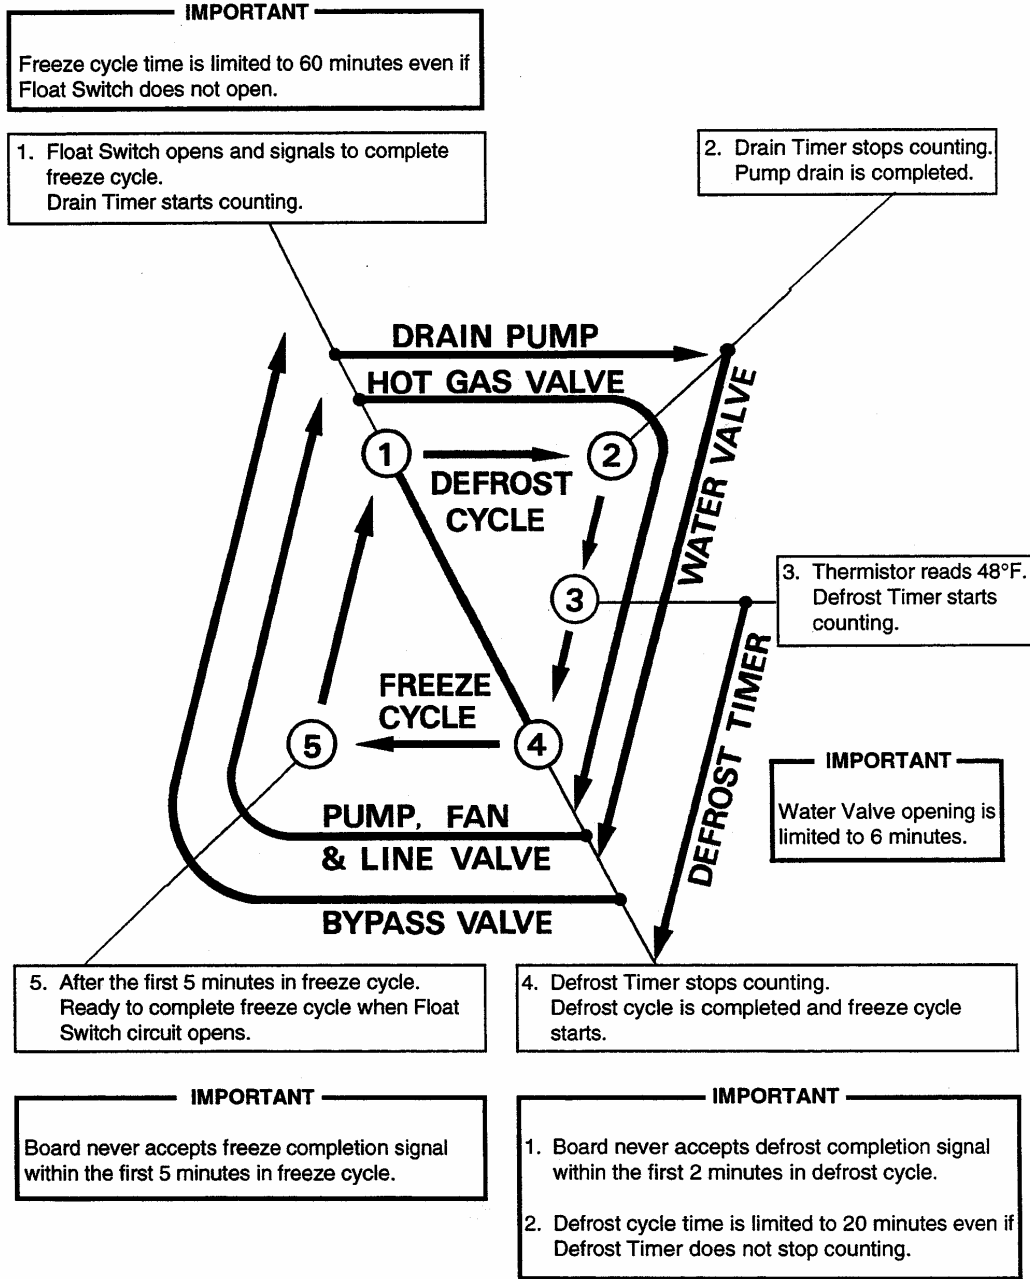 IMPORTANT
Freeze cycle time is limited to 60 minutes even if
Float Switch does not open.
1. Float Switch opens and signals to complete
freeze cycle.
Drain Timer starts counting.
2. Drain Timer stops counting.
Pump drain is completed.
DRAIN PUMP
HOT GAS VALVE
WATER VALVE
1
2
DEFROST
CYCLE
3
3. Thermistor reads 48°F.
Defrost Timer starts
counting.
DEFROST TIMER
FREEZE
CYCLE
5
4
IMPORTANT
Water Valve opening is
limited to 6 minutes.
PUMP, FAN
& LINE VALVE
BYPASS VALVE
5. After the first 5 minutes in freeze cycle.
Ready to complete freeze cycle when Float
Switch circuit opens.
4. Defrost Timer stops counting.
Defrost cycle is completed and freeze cycle
starts.
IMPORTANT
Board never accepts freeze completion signal
within the first 5 minutes in freeze cycle.
IMPORTANT
1. Board never accepts defrost completion signal
within the first 2 minutes in defrost cycle.
2. Defrost cycle time is limited to 20 minutes even if
Defrost Timer does not stop counting.